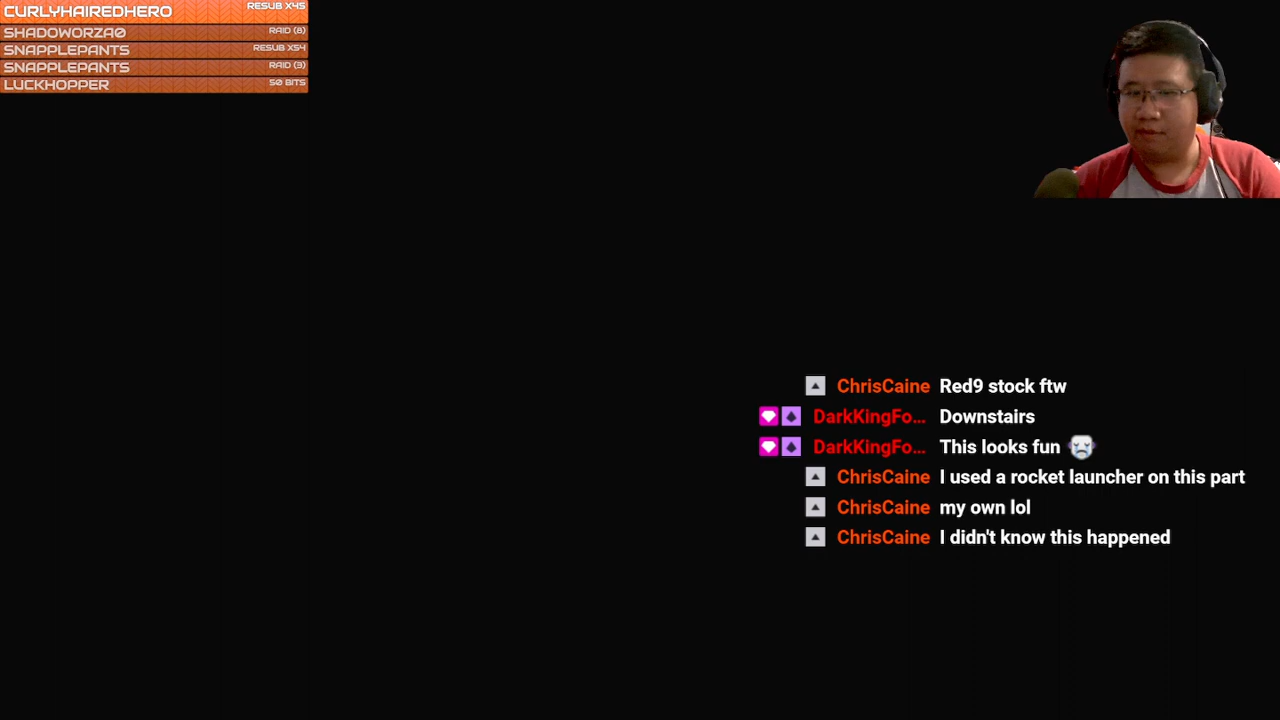 CURLYHAIREDHERO RESUB X45
SHADOWORZA0 RAID (8)
SNAPPLEPANTS RESUB X54
SNAPPLEPANTS RAID (3)
LUCKHOPPER 50 BITS
ChrisCaine Red9 stock ftw
DarkKingFo... Downstairs
DarkKingFo... This looks fun
ChrisCaine I used a rocket launcher on this part
ChrisCaine my own lol
ChrisCaine I didn't know this happened